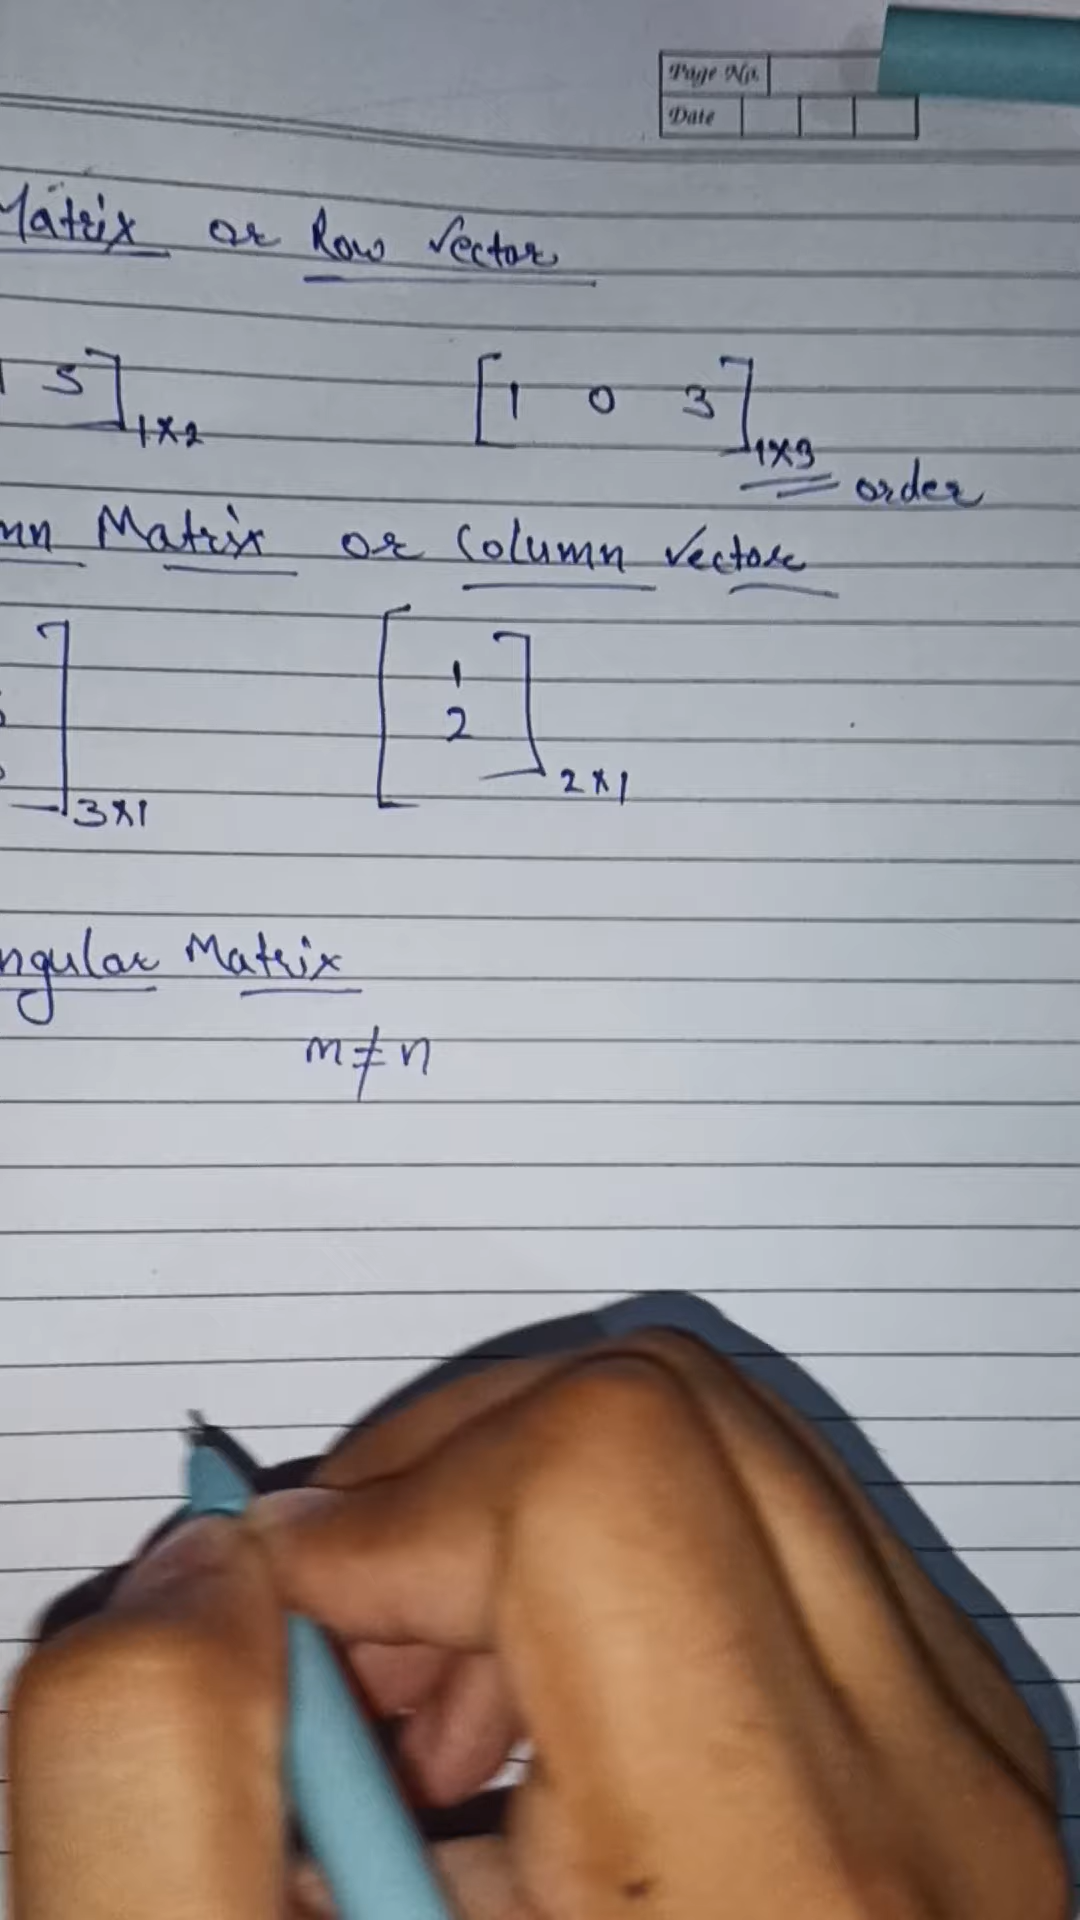 Page No.
Date
Matrix or Row Vector
5]1×2 [1 0 3]1×3
order
mn Matrix or Column Vector
]3×1 [1
2]2×1
ngular Matrix
m≠n